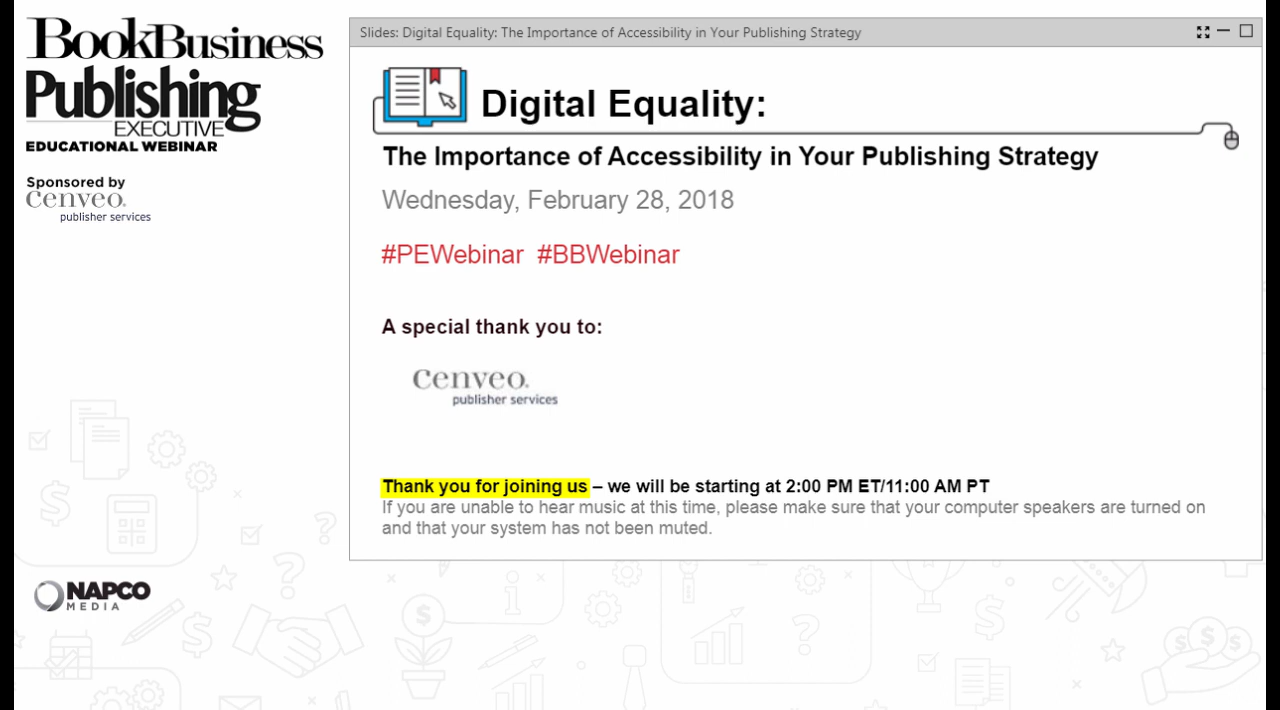 BookBusiness
Publishing
EXECUTIVE
EDUCATIONAL WEBINAR
Sponsored by
cenveo.
publisher services
Slides: Digital Equality: The Importance of Accessibility in Your Publishing Strategy
Digital Equality:
The Importance of Accessibility in Your Publishing Strategy
Wednesday, February 28, 2018
#PEWebinar #BBWebinar
A special thank you to:
cenveo.
publisher services
Thank you for joining us – we will be starting at 2:00 PM ET/11:00 AM PT
If you are unable to hear music at this time, please make sure that your computer speakers are turned on
and that your system has not been muted.
NAPCO
MEDIA